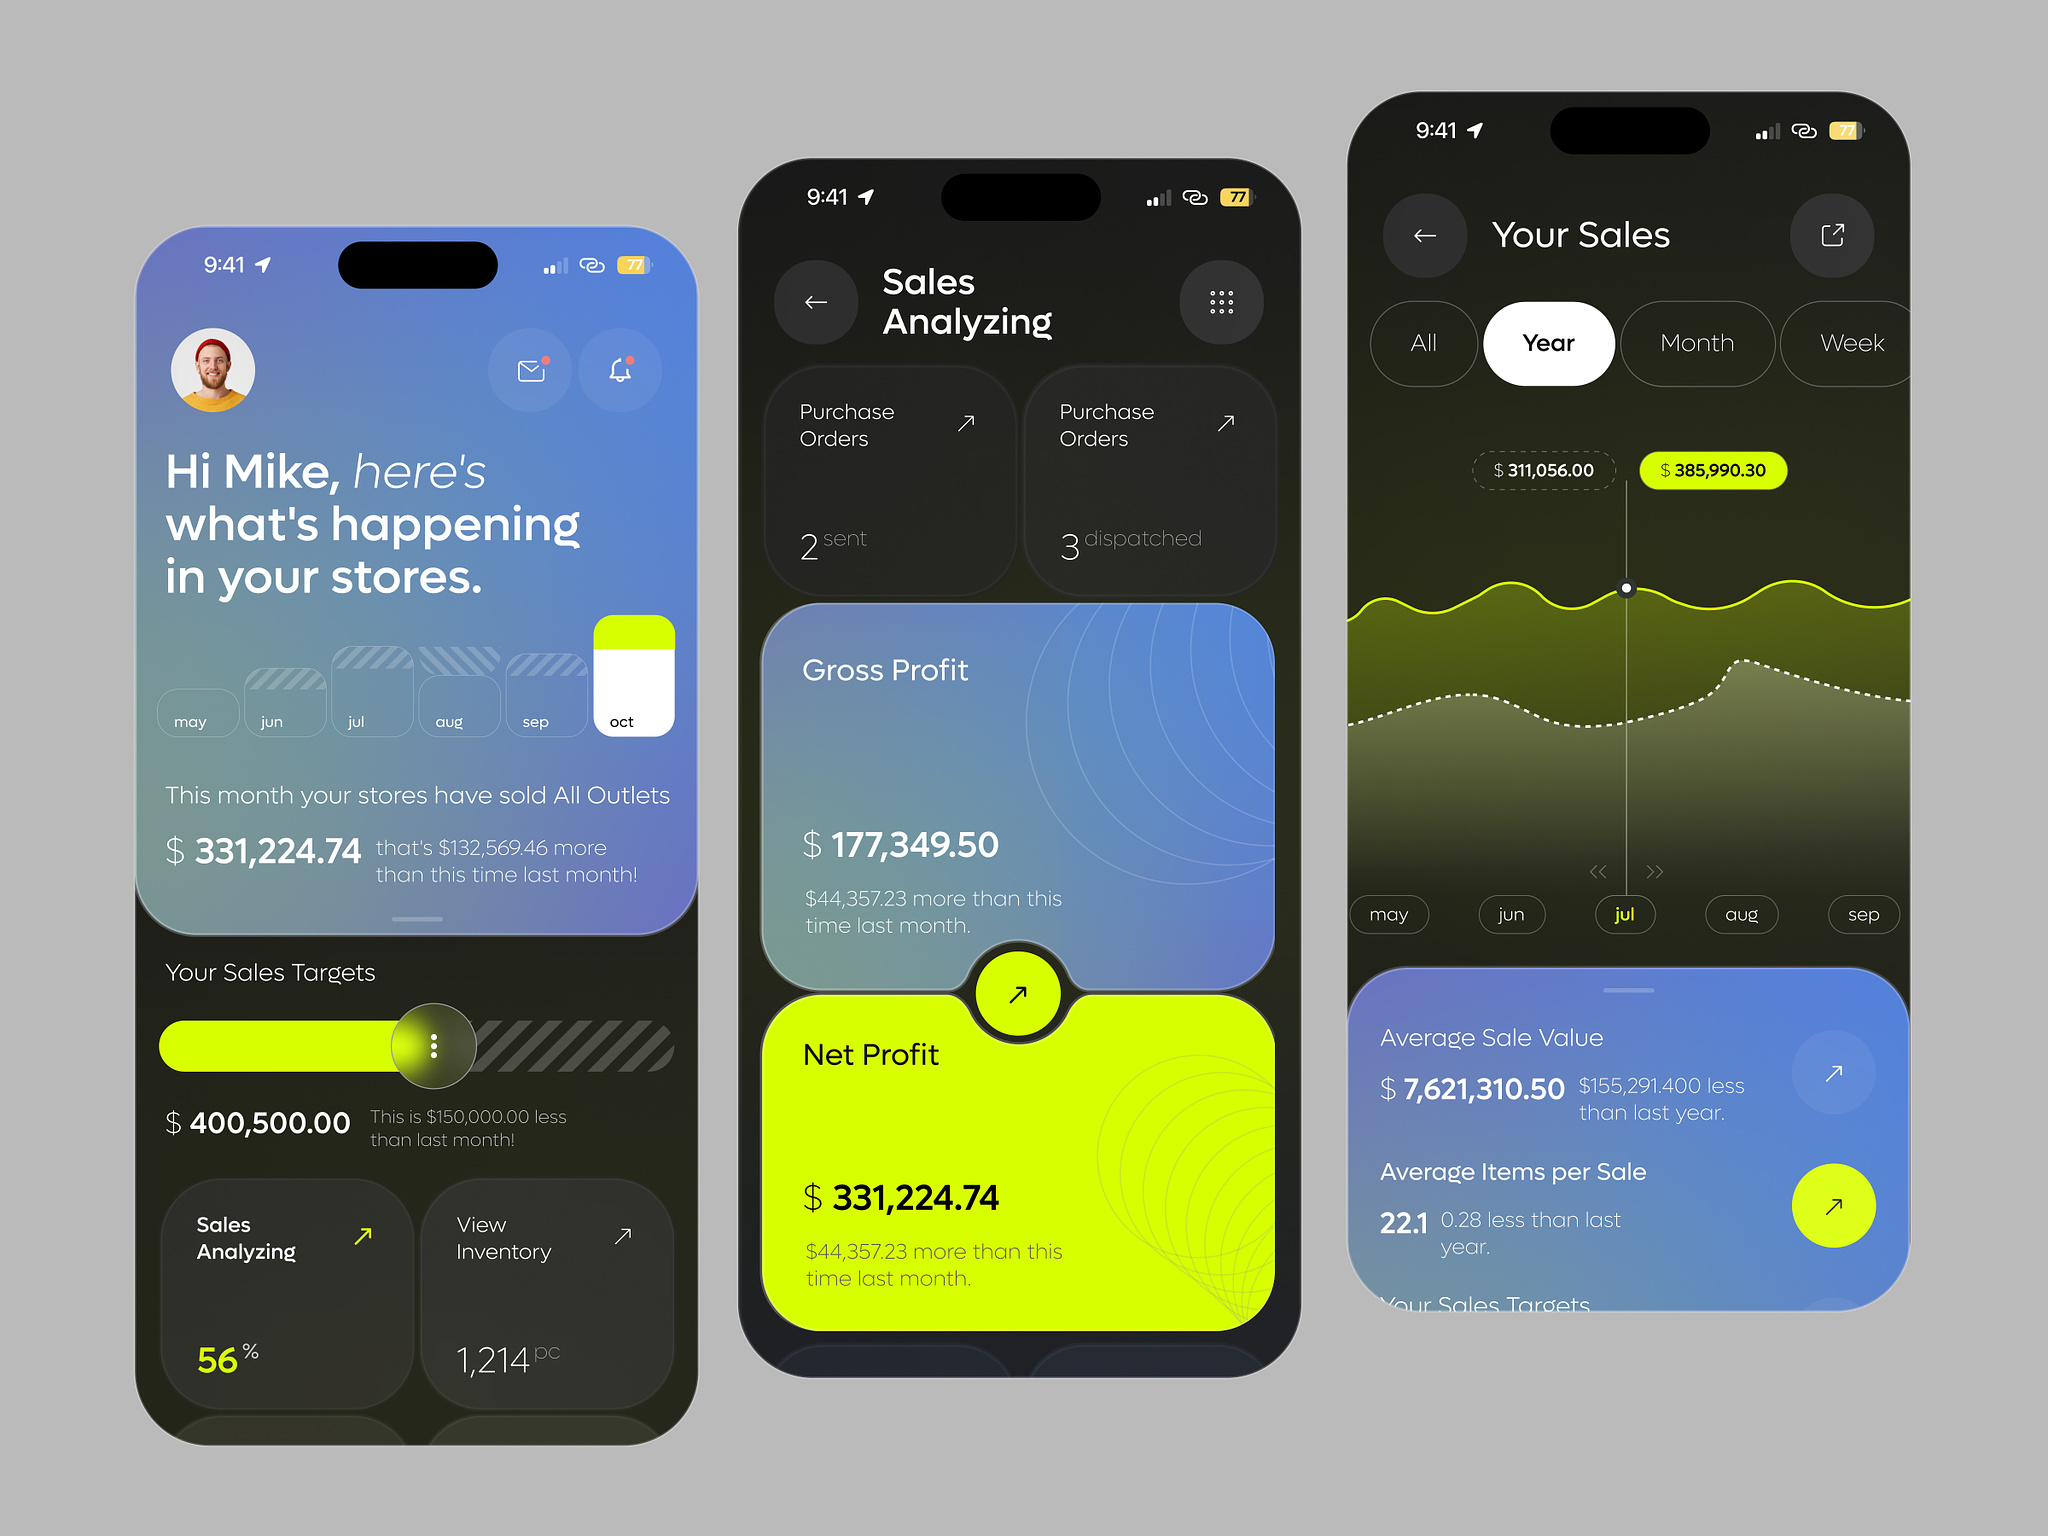 9:41
77
Hi Mike, here's
what's happening
in your stores.
may
jun
jul
aug
sep
oct
This month your stores have sold All Outlets
$ 331,224.74
that's $132,569.46 more
than this time last month!
Your Sales Targets
$ 400,500.00
This is $150,000.00 less
than last month!
Sales
Analyzing
56 %
View
Inventory
1,214 pc
9:41
77
Sales
Analyzing
Purchase
Orders
2 sent
Purchase
Orders
3 dispatched
Gross Profit
$ 177,349.50
$44,357.23 more than this
time last month.
Net Profit
$ 331,224.74
$44,357.23 more than this
time last month.
9:41
77
Your Sales
All
Year
Month
Week
$ 311,056.00
$ 385,990.30
may
jun
jul
aug
sep
Average Sale Value
$ 7,621,310.50
$155,291.400 less
than last year.
Average Items per Sale
22.1
0.28 less than last
year.
Your Sales Targets